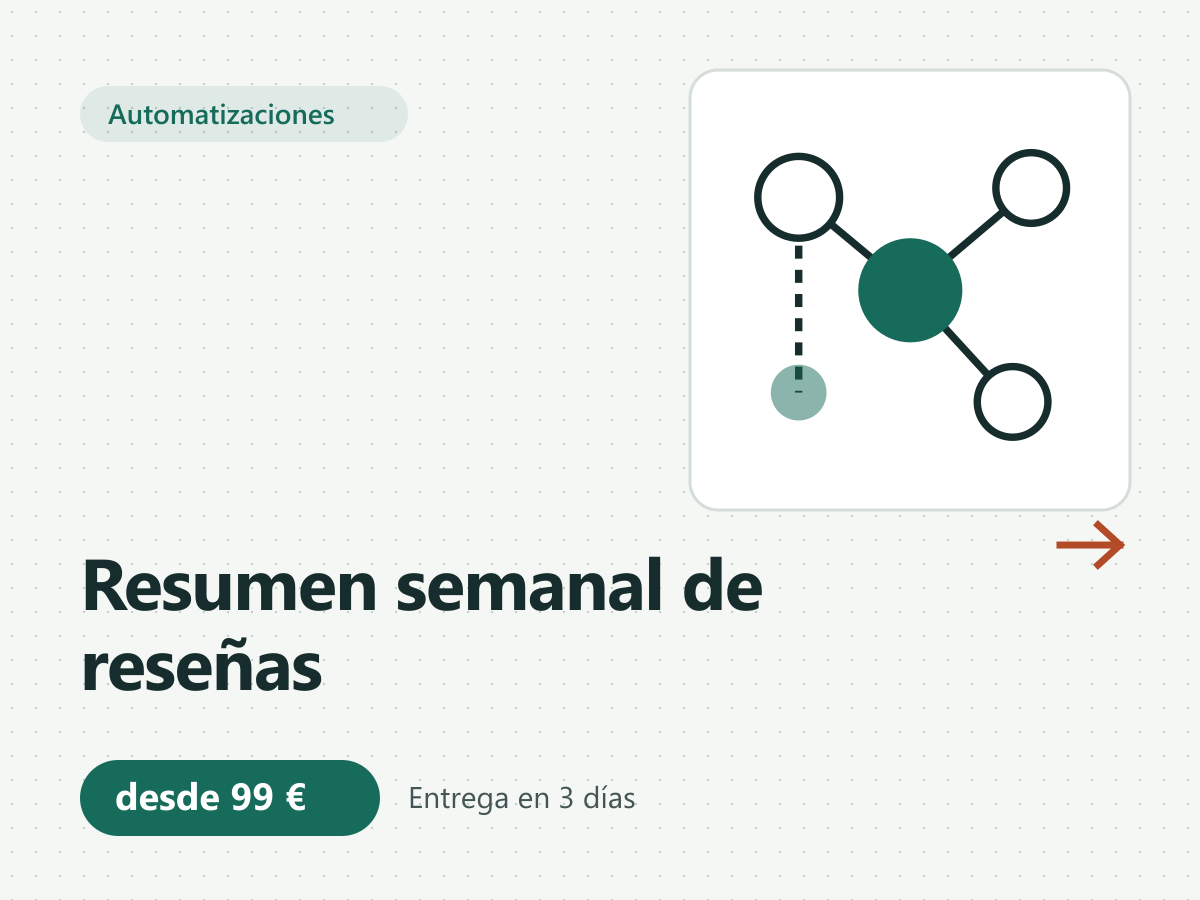 Automatizaciones
Resumen semanal de
reseñas
desde 99 €
Entrega en 3 días